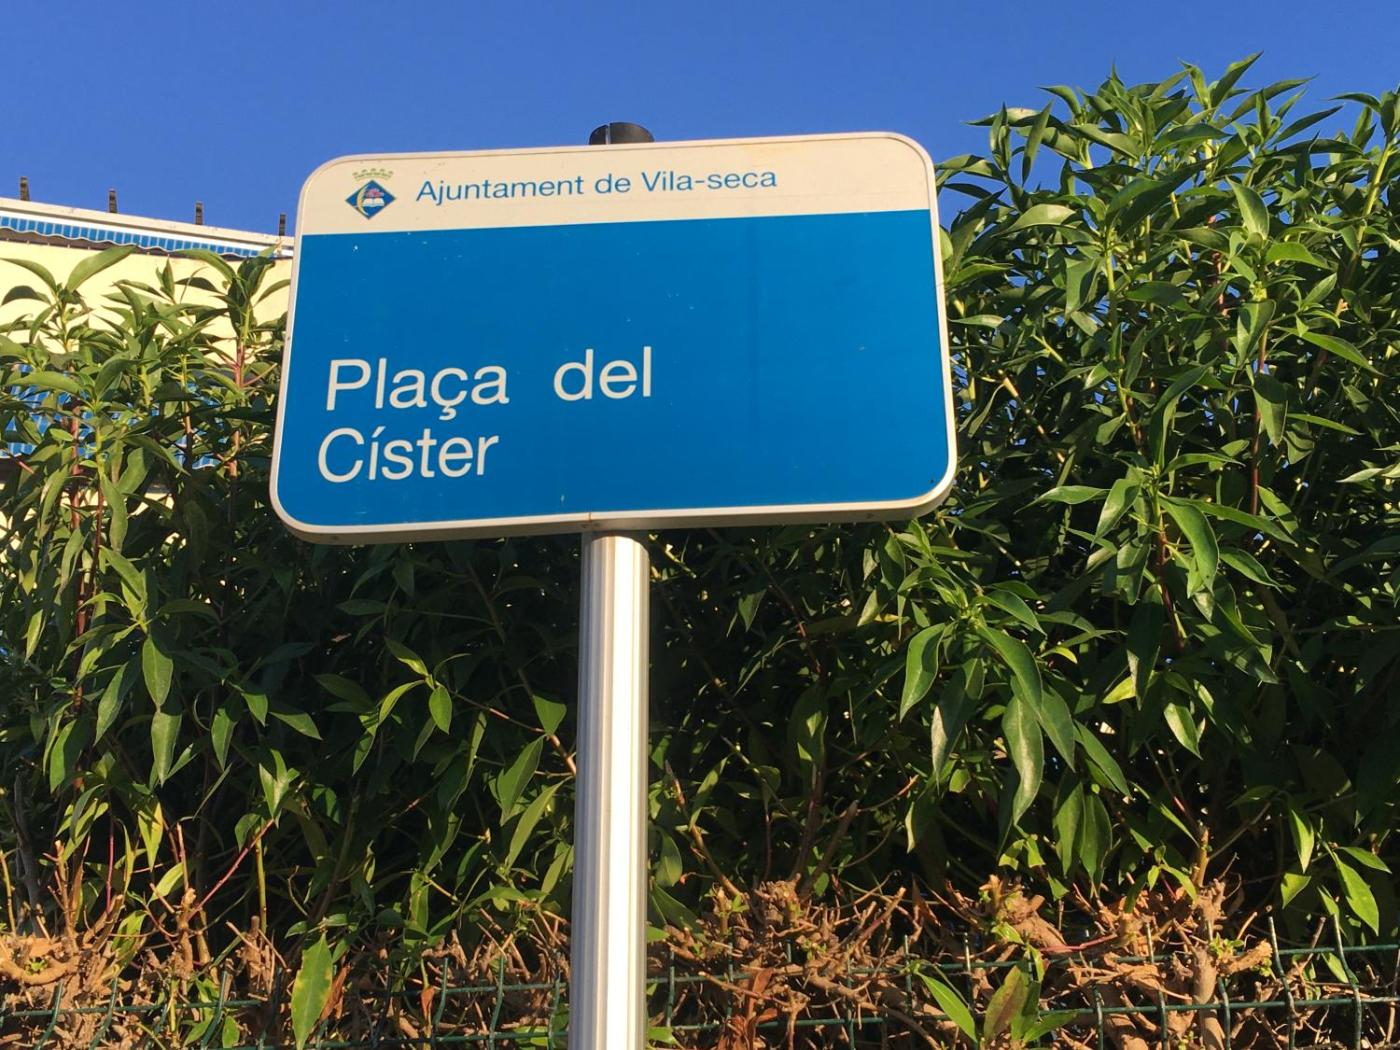 Ajuntament de Vila-seca
Plaça del
Císter